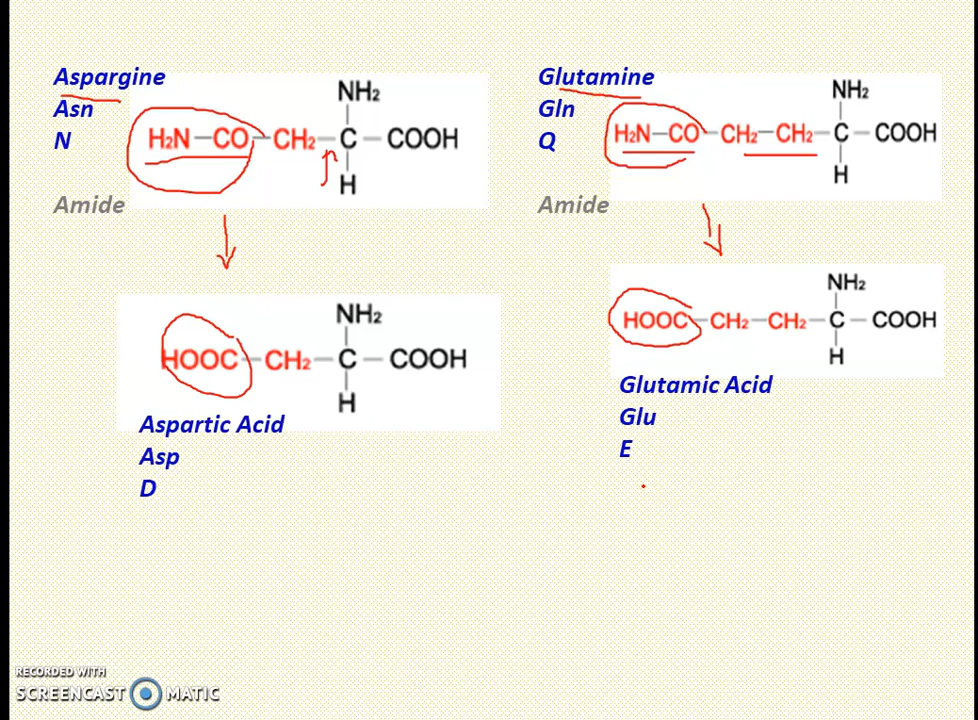 Aspargine
Asn
N
Amide
NH₂
H₂N–CO–CH₂–C–COOH
H
Glutamine
Gln
Q
Amide
NH₂
H₂N–CO–CH₂–CH₂–C–COOH
H
NH₂
HOOC–CH₂–C–COOH
H
Aspartic Acid
Asp
D
NH₂
HOOC–CH₂–CH₂–C–COOH
H
Glutamic Acid
Glu
E
RECORDED WITH
SCREENCAST MATIC